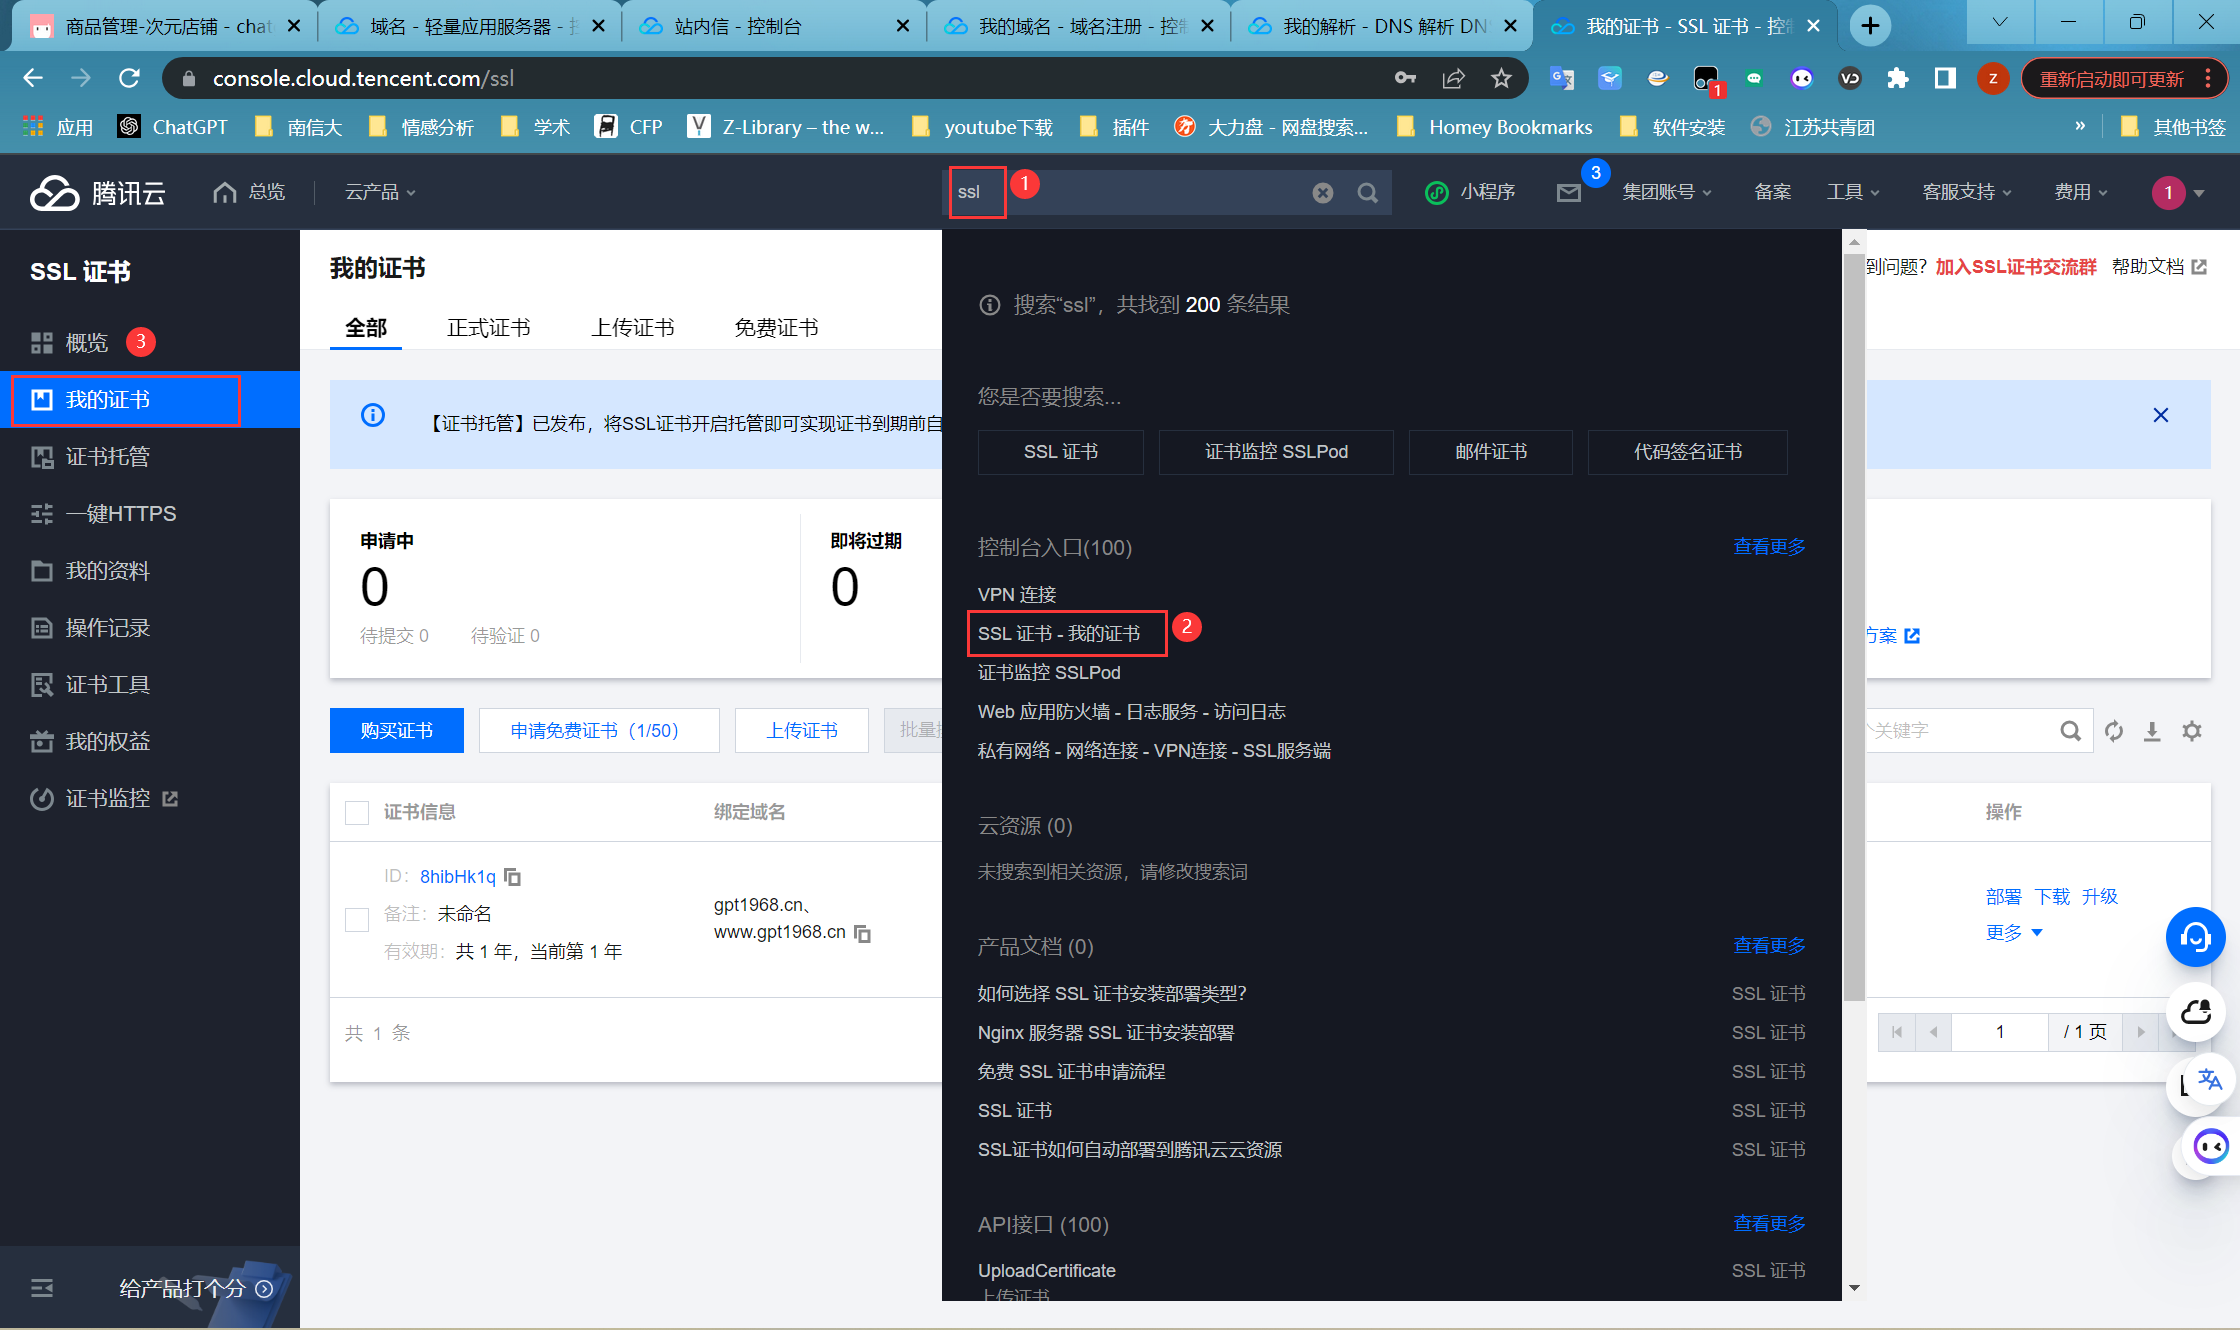 商品管理-次元店铺 - chat
域名 - 轻量应用服务器 - 控
站内信 - 控制台
我的域名 - 域名注册 - 控制
我的解析 - DNS 解析 DN
我的证书 - SSL 证书 - 控
console.cloud.tencent.com/ssl
1
Z
重新启动即可更新
应用
ChatGPT
南信大
情感分析
学术
CFP
Z-Library – the w...
youtube下载
插件
大力盘 - 网盘搜索...
Homey Bookmarks
软件安装
江苏共青团
»
其他书签
腾讯云
总览
云产品
ssl
1
小程序
3
集团账号
备案
工具
客服支持
费用
1
SSL 证书
概览
3
我的证书
证书托管
一键HTTPS
我的资料
操作记录
证书工具
我的权益
证书监控
给产品打个分
我的证书
到问题？
加入SSL证书交流群
帮助文档
全部
正式证书
上传证书
免费证书
【证书托管】已发布，将SSL证书开启托管即可实现证书到期前自
申请中
0
待提交 0
待验证 0
即将过期
0
方案
购买证书
申请免费证书（1/50）
上传证书
批量
关键字
证书信息
绑定域名
操作
ID：
8hibHk1q
备注：未命名
有效期：共 1 年，当前第 1 年
gpt1968.cn、
www.gpt1968.cn
部署
下载
升级
更多
共 1 条
1
/ 1 页
搜索“ssl”，共找到 200 条结果
您是否要搜索...
SSL 证书
证书监控 SSLPod
邮件证书
代码签名证书
控制台入口(100)
查看更多
VPN 连接
SSL 证书 - 我的证书
2
证书监控 SSLPod
Web 应用防火墙 - 日志服务 - 访问日志
私有网络 - 网络连接 - VPN连接 - SSL服务端
云资源 (0)
未搜索到相关资源，请修改搜索词
产品文档 (0)
查看更多
如何选择 SSL 证书安装部署类型？
SSL 证书
Nginx 服务器 SSL 证书安装部署
SSL 证书
免费 SSL 证书申请流程
SSL 证书
SSL 证书
SSL 证书
SSL证书如何自动部署到腾讯云云资源
SSL 证书
API接口 (100)
查看更多
UploadCertificate
SSL 证书
上传证书